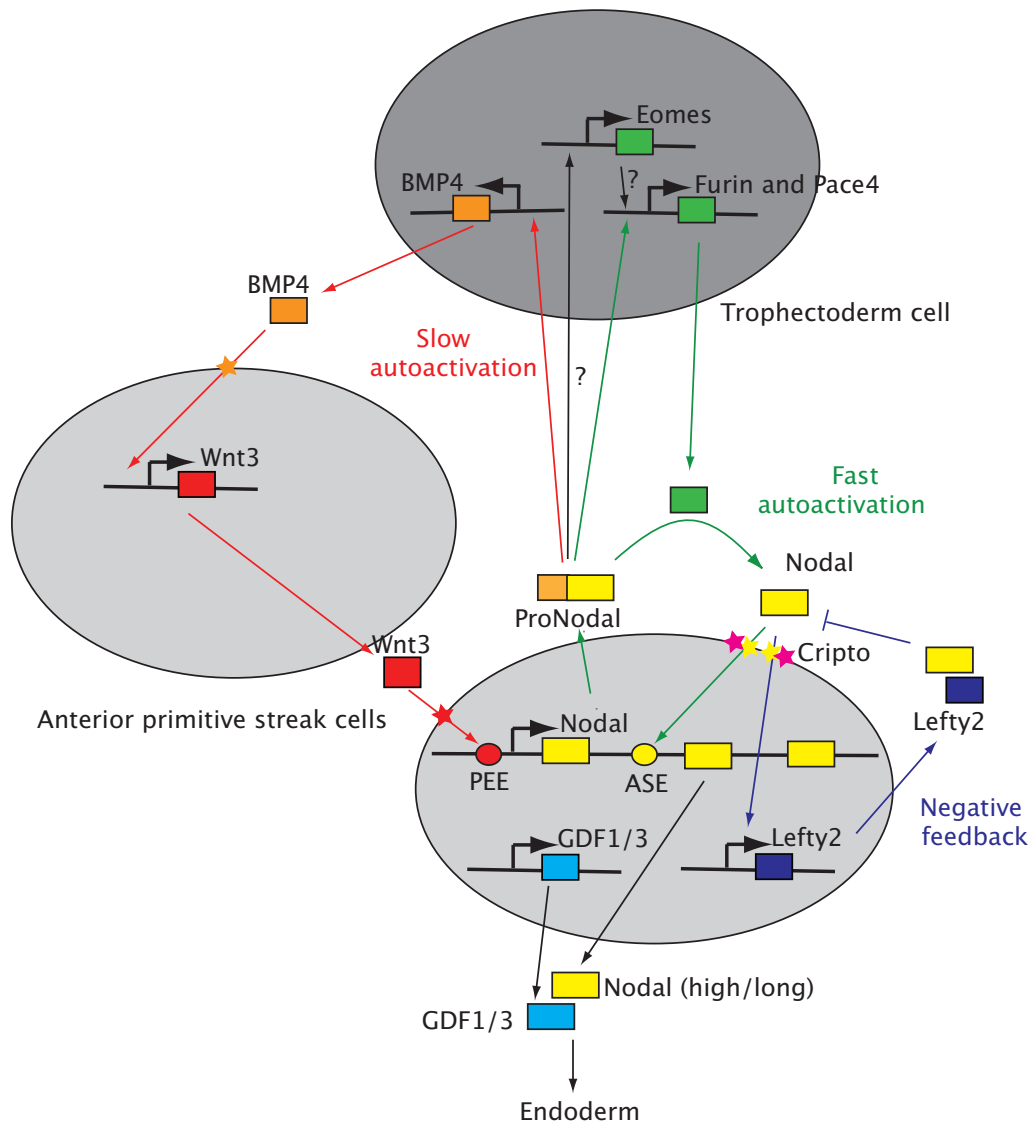 Eomes
?
BMP4
Furin and Pace4
BMP4
Trophectoderm cell
Slow
autoactivation
?
Wnt3
Fast
autoactivation
Nodal
ProNodal
Wnt3
Cripto
Anterior primitive streak cells
Lefty2
Nodal
PEE
ASE
Negative
feedback
GDF1/3
Lefty2
Nodal (high/long)
GDF1/3
Endoderm